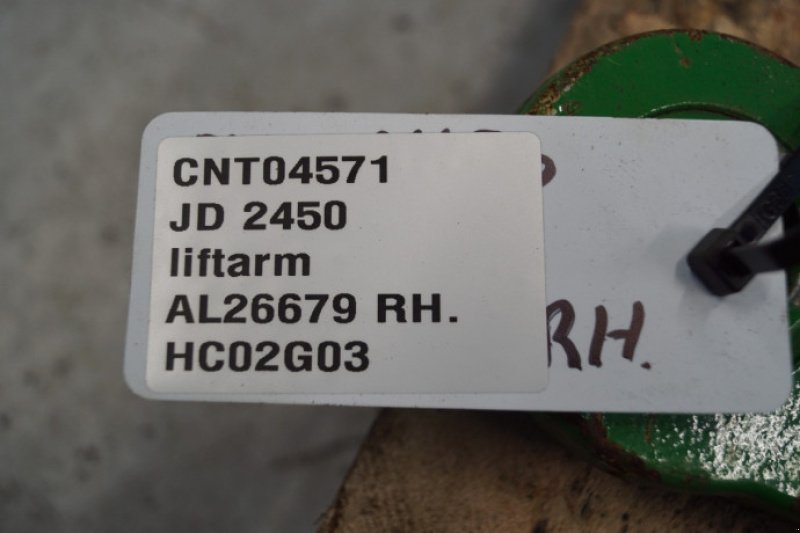 CNT04571
JD 2450
liftarm
AL26679 RH.
HC02G03
RH.